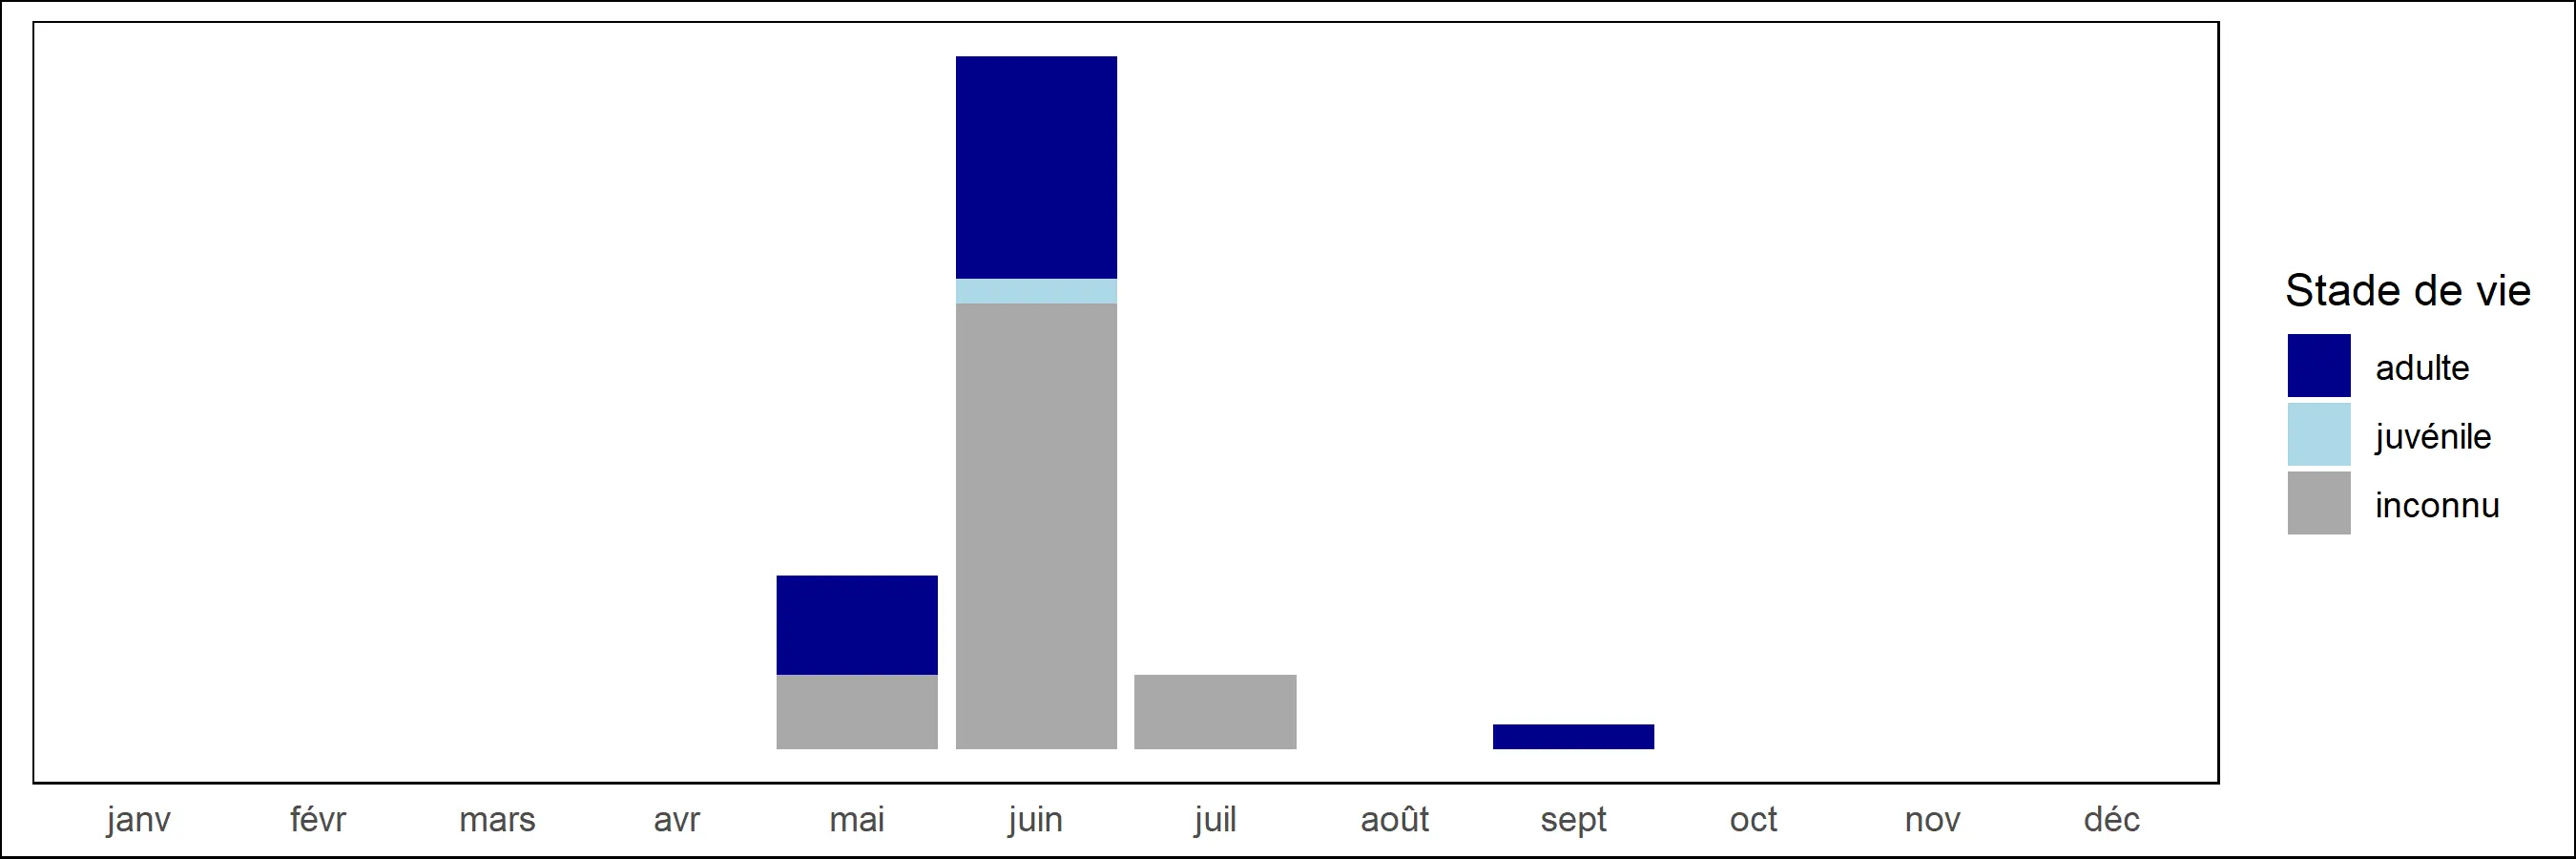 Stade de vie
adulte
juvénile
inconnu
janv févr mars avr mai juin juil août sept oct nov déc